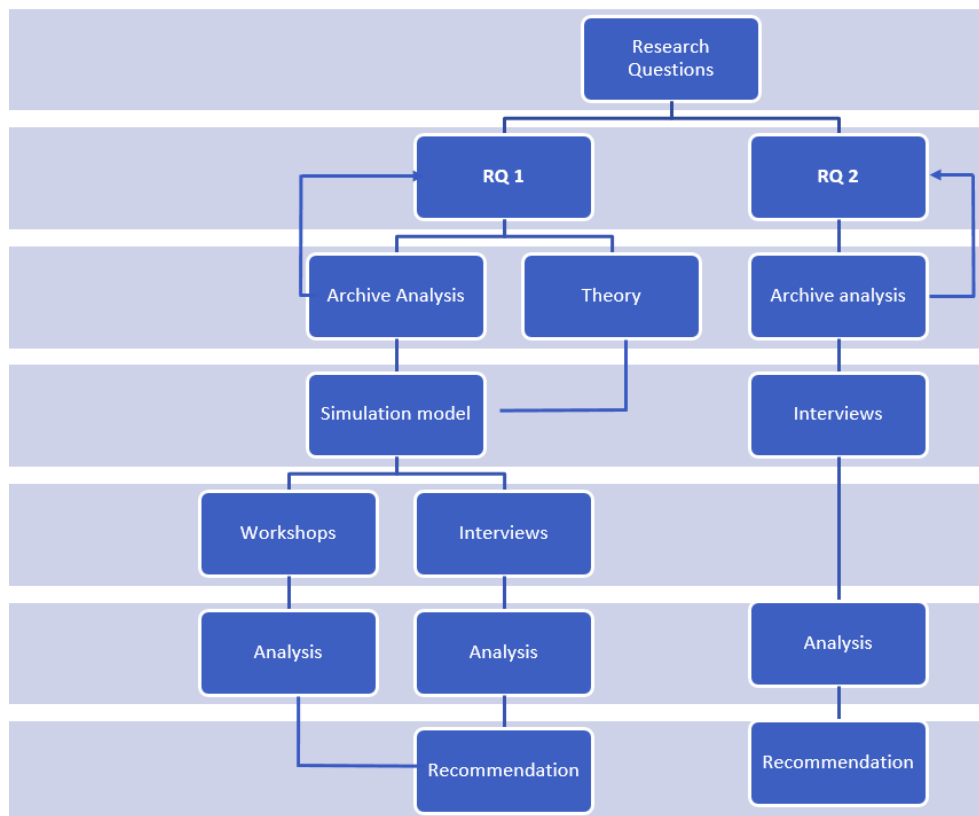 Research
Questions
RQ 1
RQ 2
Archive Analysis
Theory
Archive analysis
Simulation model
Interviews
Workshops
Interviews
Analysis
Analysis
Analysis
Recommendation
Recommendation